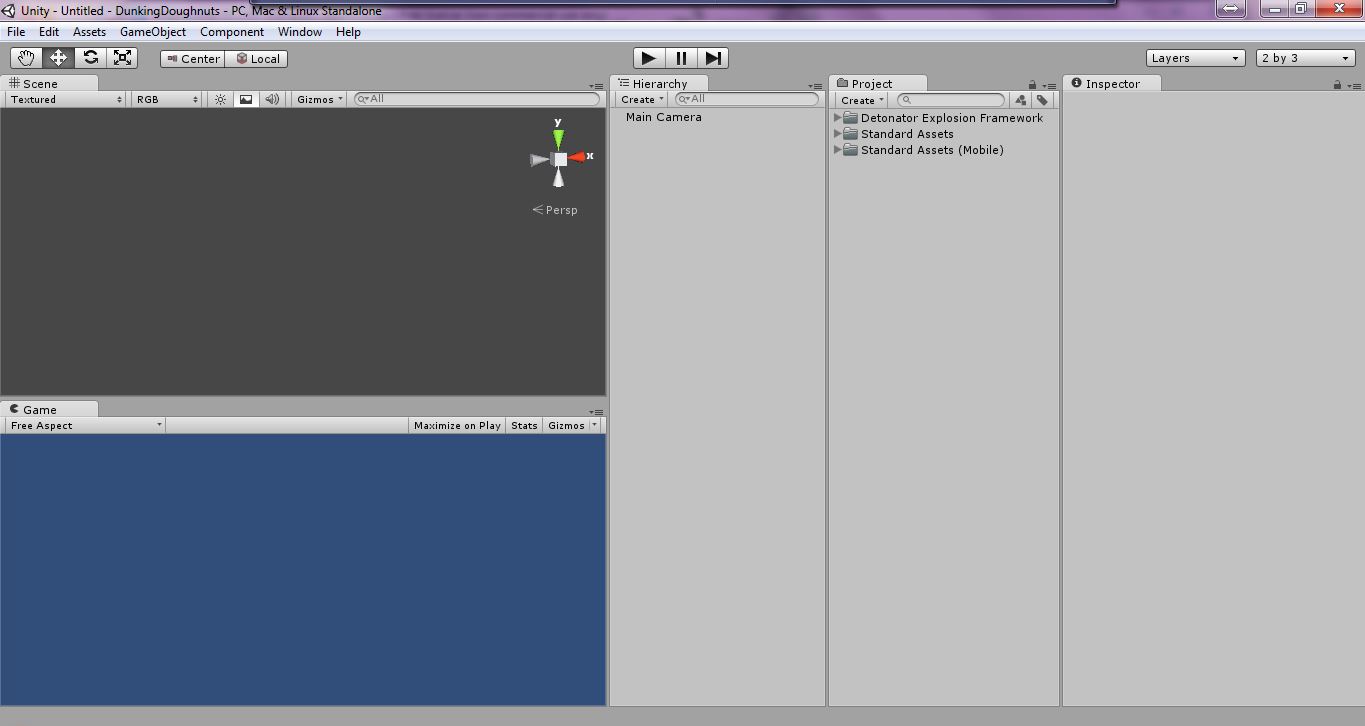 Unity - Untitled - DunkingDoughnuts - PC, Mac & Linux Standalone
File Edit Assets GameObject Component Window Help
Center Local Layers 2 by 3
Scene
Textured RGB Gizmos All
y
x
Persp
Game
Free Aspect Maximize on Play Stats Gizmos
Hierarchy
Create All
Main Camera
Project
Create
Detonator Explosion Framework
Standard Assets
Standard Assets (Mobile)
Inspector